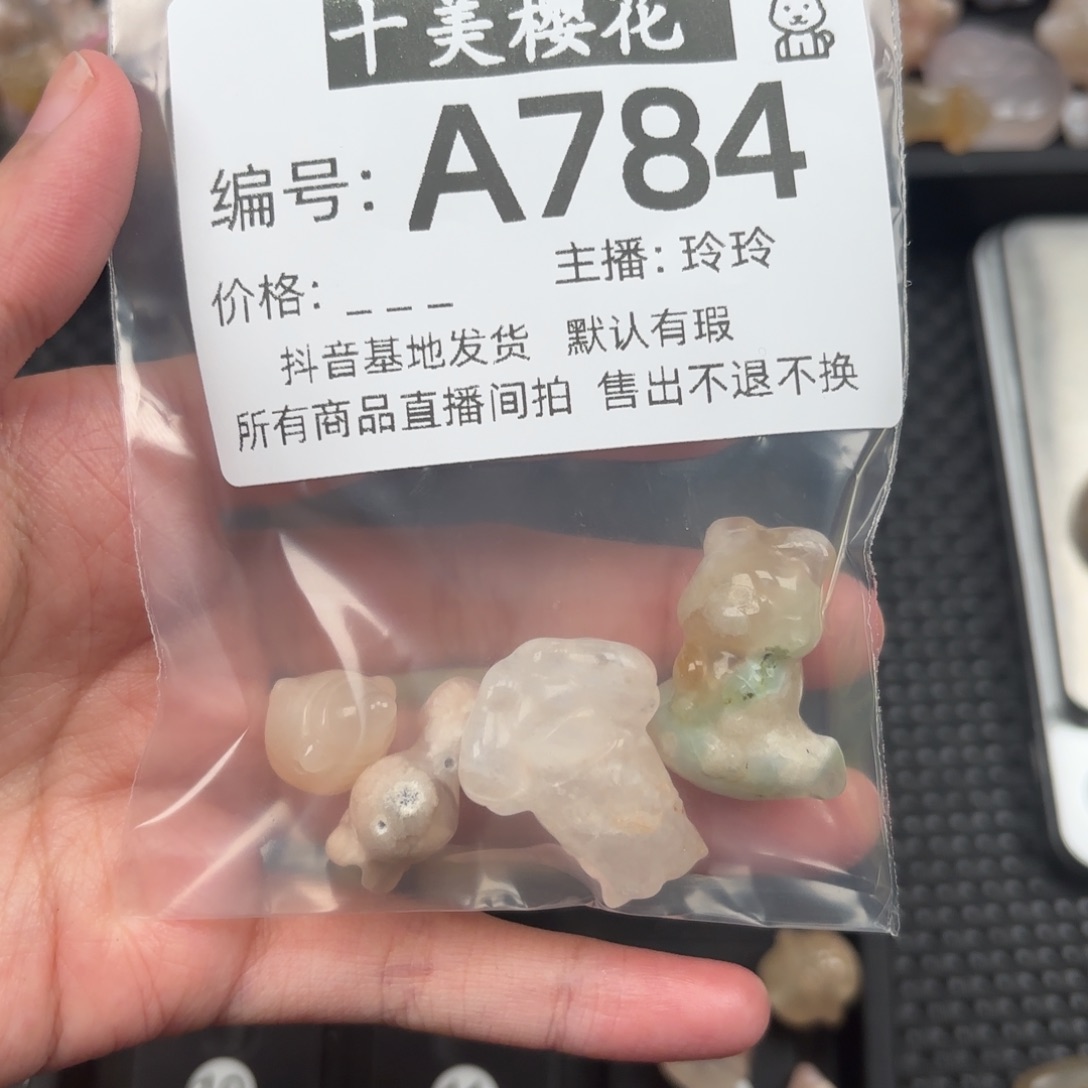 十美樱花
编号: A784
价格: _ _ _ 主播: 玲玲
抖音基地发货 默认有瑕
所有商品直播间拍 售出不退不换